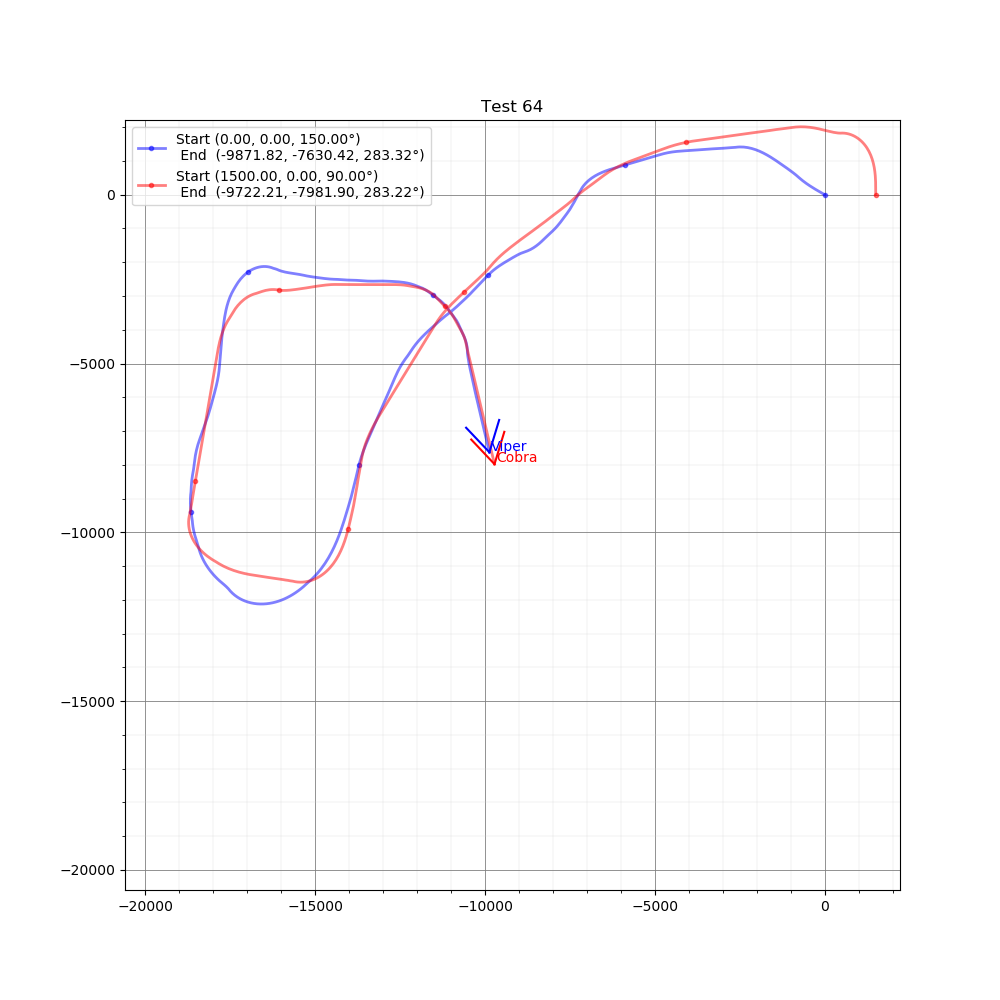 Test 64
Start (0.00, 0.00, 150.00°)
End (-9871.82, -7630.42, 283.32°)
Start (1500.00, 0.00, 90.00°)
End (-9722.21, -7981.90, 283.22°)
0
−5000
−10000
−15000
−20000
Viper
Cobra
−20000 −15000 −10000 −5000 0